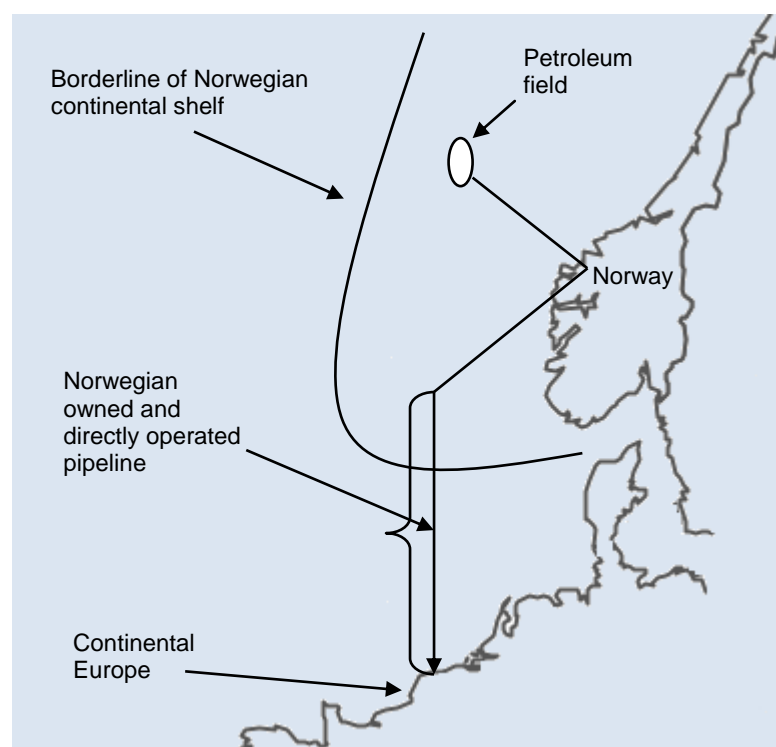 Borderline of Norwegian
continental shelf
Petroleum
field
Norway
Norwegian
owned and
directly operated
pipeline
Continental
Europe